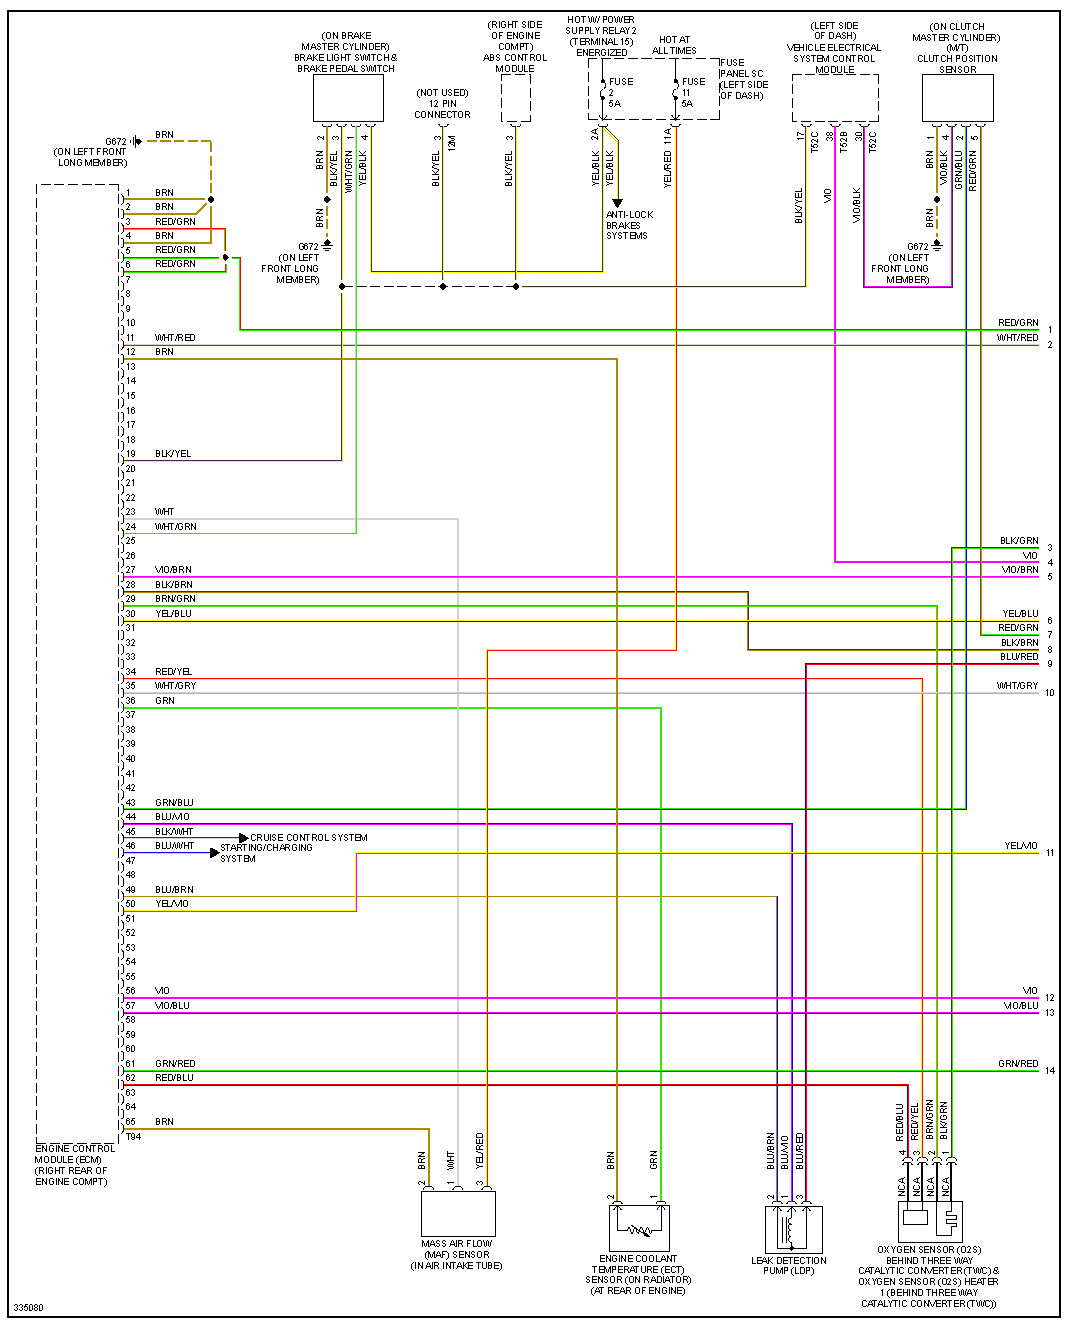 (ON BRAKE
MASTER CYLINDER)
BRAKE LIGHT SWITCH &
BRAKE PEDAL SWITCH
(NOT USED)
12 PIN
CONNECTOR
(RIGHT SIDE
OF ENGINE
COMPT)
ABS CONTROL
MODULE
HOT W/ POWER
SUPPLY RELAY 2
(TERMINAL 15)
ENERGIZED
HOT AT
ALL TIMES
FUSE
2
5A
FUSE
11
5A
FUSE
PANEL SC
(LEFT SIDE
OF DASH)
(LEFT SIDE
OF DASH)
VEHICLE ELECTRICAL
SYSTEM CONTROL
MODULE
(ON CLUTCH
MASTER CYLINDER)
(M/T)
CLUTCH POSITION
SENSOR
2 3 1 4
BRN
BLK/YEL
WHT/GRN
YEL/BLK
3 12M
BLK/YEL
3
BLK/YEL
2A
YEL/BLK
YEL/BLK
11A
YEL/RED
17 T52C
BLK/YEL
38 T52B
VIO
30 T52C
VIO/BLK
1 4 2 5
BRN
VIO/BLK
GRN/BLU
RED/GRN
G672
(ON LEFT FRONT
LONG MEMBER)
BRN
BRN
G672
(ON LEFT
FRONT LONG
MEMBER)
ANTI-LOCK
BRAKES
SYSTEMS
BRN
G672
(ON LEFT
FRONT LONG
MEMBER)
1 BRN
2 BRN
3 RED/GRN
4 BRN
5 RED/GRN
6 RED/GRN
7
8
9
10
RED/GRN 1
11 WHT/RED
WHT/RED 2
12 BRN
13
14
15
16
17
18
19 BLK/YEL
20
21
22
23 WHT
24 WHT/GRN
25
BLK/GRN 3
26
VIO 4
27 VIO/BRN
VIO/BRN 5
28 BLK/BRN
29 BRN/GRN
30 YEL/BLU
YEL/BLU 6
31
RED/GRN 7
32
BLK/BRN 8
33
BLU/RED 9
34 RED/YEL
35 WHT/GRY
WHT/GRY 10
36 GRN
37
38
39
40
41
42
43 GRN/BLU
44 BLU/VIO
45 BLK/WHT
CRUISE CONTROL SYSTEM
46 BLU/WHT
STARTING/CHARGING
SYSTEM
YEL/VIO 11
47
48
49 BLU/BRN
50 YEL/VIO
51
52
53
54
55
56 VIO
VIO 12
57 VIO/BLU
VIO/BLU 13
58
59
60
61 GRN/RED
GRN/RED 14
62 RED/BLU
63
64
65 BRN
T94
ENGINE CONTROL
MODULE (ECM)
(RIGHT REAR OF
ENGINE COMPT)
BRN
WHT
YEL/RED
2 1 3
MASS AIR FLOW
(MAF) SENSOR
(IN AIR INTAKE TUBE)
BRN
GRN
2 1
ENGINE COOLANT
TEMPERATURE (ECT)
SENSOR (ON RADIATOR)
(AT REAR OF ENGINE)
BLU/BRN
BLU/VIO
BLU/RED
2 1 3
LEAK DETECTION
PUMP (LDP)
RED/BLU
RED/YEL
BRN/GRN
BLK/GRN
4 3 2 1
NCA
NCA
NCA
NCA
OXYGEN SENSOR (O2S)
BEHIND THREE WAY
CATALYTIC CONVERTER (TWC) &
OXYGEN SENSOR (O2S) HEATER
1 (BEHIND THREE WAY
CATALYTIC CONVERTER (TWC))
335080